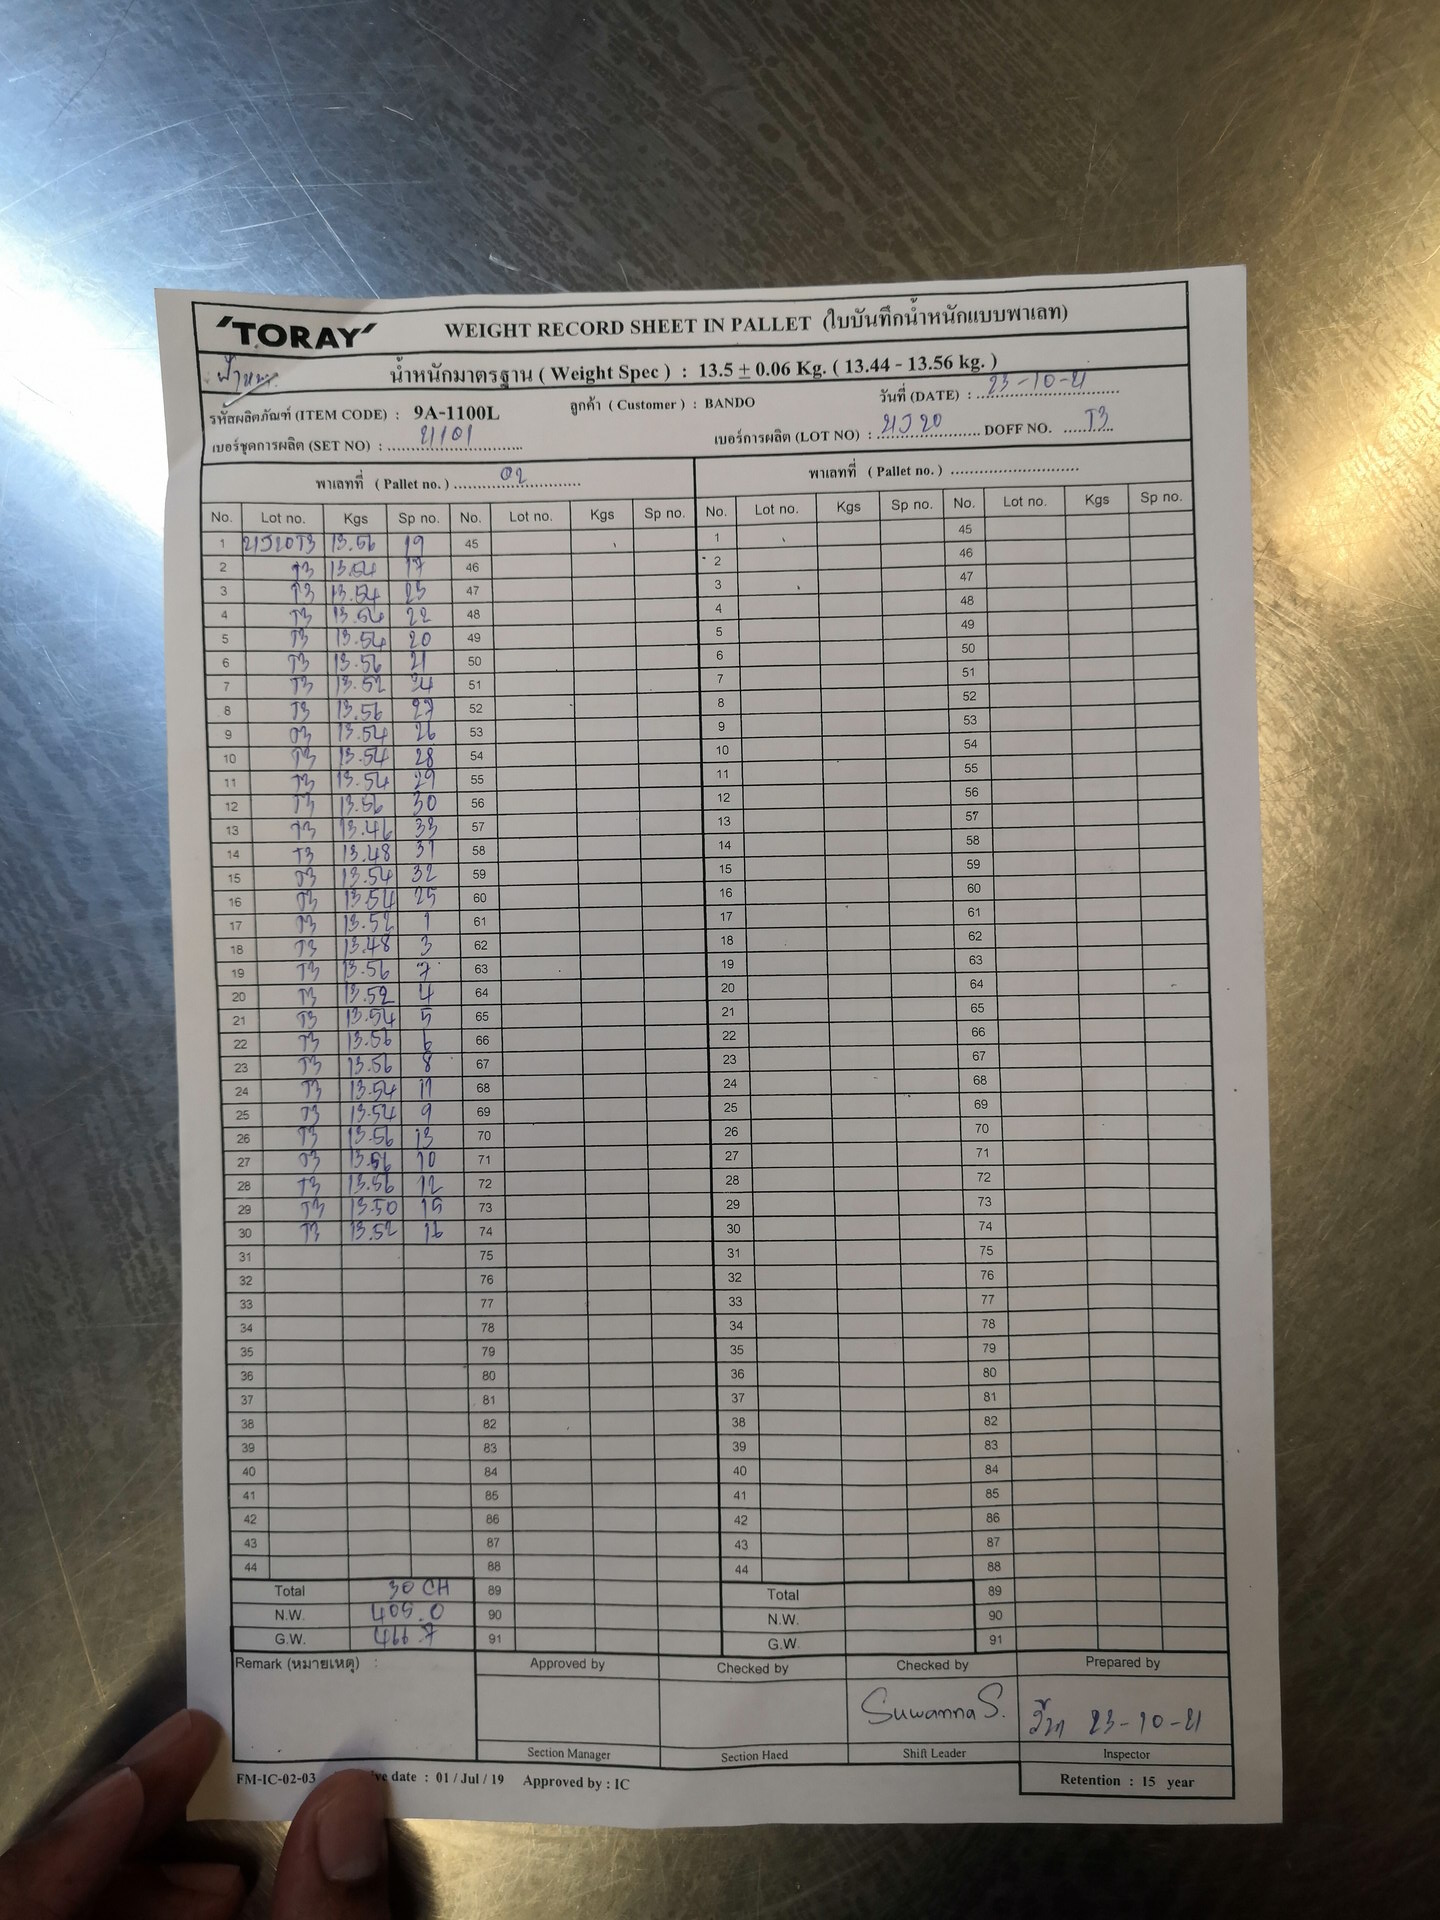 'TORAY' WEIGHT RECORD SHEET IN PALLET (ใบบันทึกน้ำหนักแบบพาเลท)
น้ำหนักมาตรฐาน ( Weight Spec ) : 13.5 ± 0.06 Kg. ( 13.44 - 13.56 kg. )
รหัสผลิตภัณฑ์ (ITEM CODE) : 9A-1100L ลูกค้า ( Customer ) : BANDO วันที่ (DATE) : 23-10-21
เบอร์ชุดการผลิต (SET NO) : 21101 เบอร์การผลิต (LOT NO) : 21J20 DOFF NO. T3
พาเลทที่ ( Pallet no.) 02 พาเลทที่ ( Pallet no.)
No. Lot no. Kgs Sp no. No. Lot no. Kgs Sp no. No. Lot no. Kgs Sp no. No. Lot no. Kgs Sp no.
1 21J20T3 13.56 19 45 1 45
2 T3 13.54 17 46 2 46
3 T3 13.54 23 47 3 47
4 T3 13.54 22 48 4 48
5 T3 13.54 20 49 5 49
6 T3 13.56 21 50 6 50
7 T3 13.52 34 51 7 51
8 T3 13.56 27 52 8 52
9 T3 13.54 26 53 9 53
10 T3 13.54 28 54 10 54
11 T3 13.54 29 55 11 55
12 T3 13.56 30 56 12 56
13 T3 13.46 33 57 13 57
14 T3 13.48 31 58 14 58
15 T3 13.54 32 59 15 59
16 T3 13.54 25 60 16 60
17 T3 13.52 1 61 17 61
18 T3 13.48 3 62 18 62
19 T3 13.56 7 63 19 63
20 T3 13.52 4 64 20 64
21 T3 13.54 5 65 21 65
22 T3 13.56 6 66 22 66
23 T3 13.56 8 67 23 67
24 T3 13.54 11 68 24 68
25 T3 13.54 9 69 25 69
26 T3 13.56 13 70 26 70
27 T3 13.56 10 71 27 71
28 T3 13.56 12 72 28 72
29 T3 13.50 15 73 29 73
30 T3 13.52 16 74 30 74
31 75 31 75
32 76 32 76
33 77 33 77
34 78 34 78
35 79 35 79
36 80 36 80
37 81 37 81
38 82 38 82
39 83 39 83
40 84 40 84
41 85 41 85
42 86 42 86
43 87 43 87
44 88 44 88
Total 30 CH 89 Total 89
N.W. 405.0 90 N.W. 90
G.W. 466.7 91 G.W. 91
Remark (หมายเหตุ) : Approved by Checked by Checked by Prepared by
Suwanna S. 23-10-21
Section Manager Section Haed Shift Leader Inspector
FM-IC-02-03 date : 01 / Jul / 19 Approved by : IC Retention : 15 year